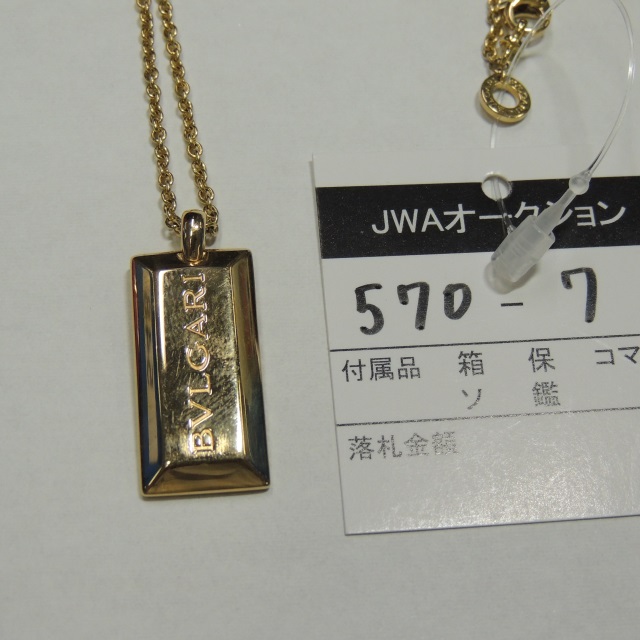 BVLGARI
JWAオークション
570-7
付属品 箱 保 コマ
ソ 鑑
落札金額